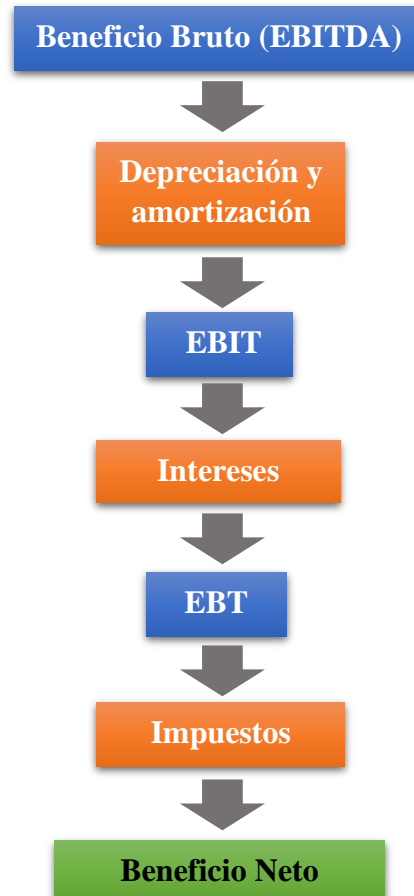 Beneficio Bruto (EBITDA)
Depreciación y
amortización
EBIT
Intereses
EBT
Impuestos
Beneficio Neto